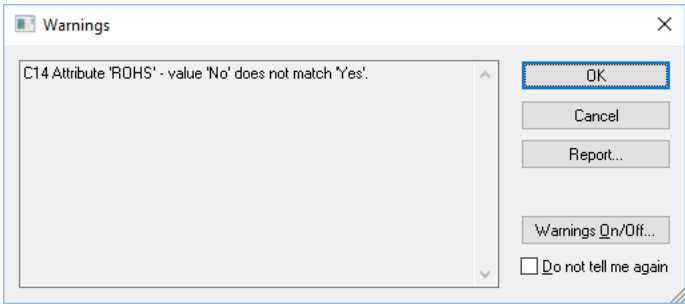 Warnings
C14 Attribute 'ROHS' - value 'No' does not match 'Yes'.
OK
Cancel
Report...
Warnings On/Off...
Do not tell me again